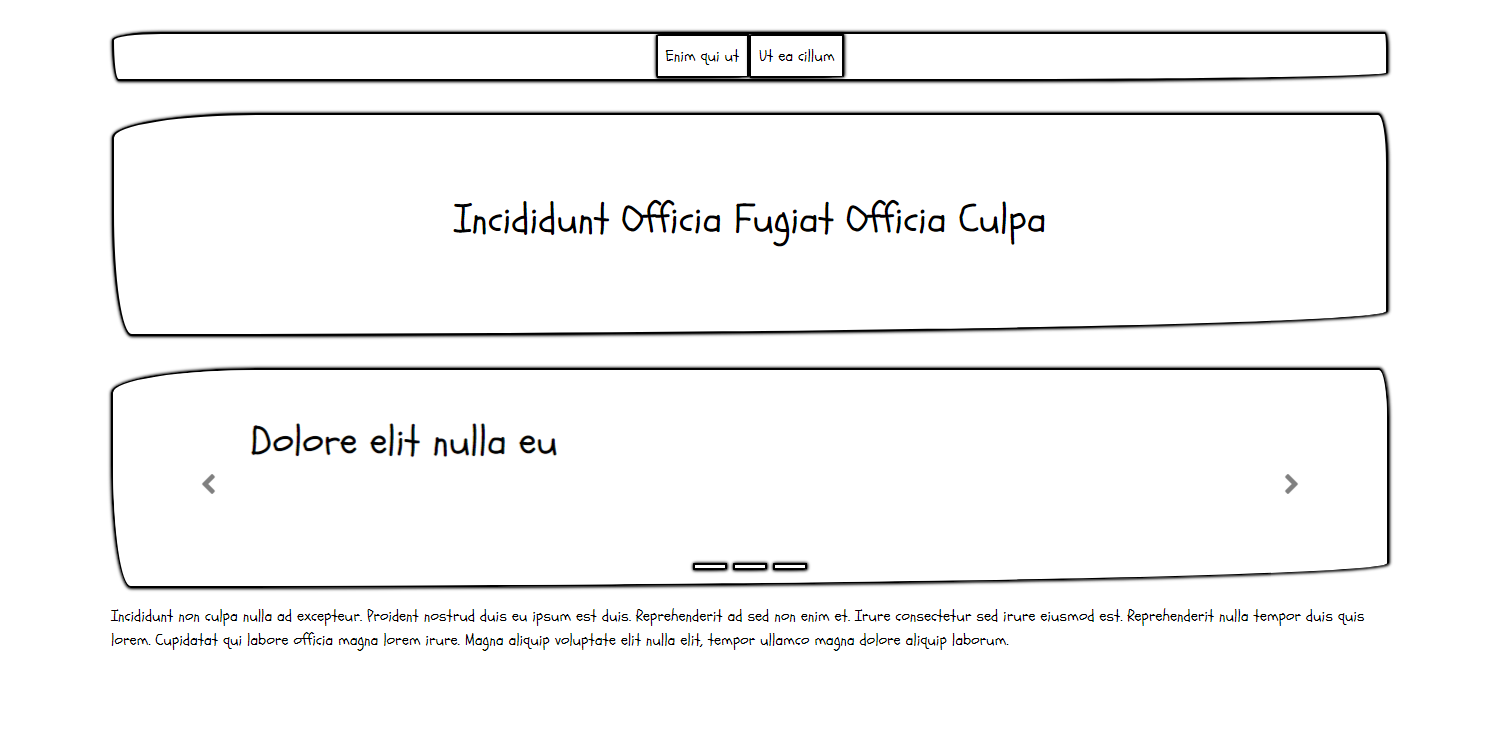 Enim qui ut Ut ea cillum
Incididunt Officia Fugiat Officia Culpa
Dolore elit nulla eu
Incididunt non culpa nulla ad excepteur. Proident nostrud duis eu ipsum est duis. Reprehenderit ad sed non enim et. Irure consectetur sed irure eiusmod est. Reprehenderit nulla tempor duis quis
lorem. Cupidatat qui labore officia magna lorem irure. Magna aliquip voluptate elit nulla elit, tempor ullamco magna dolore aliquip laborum.